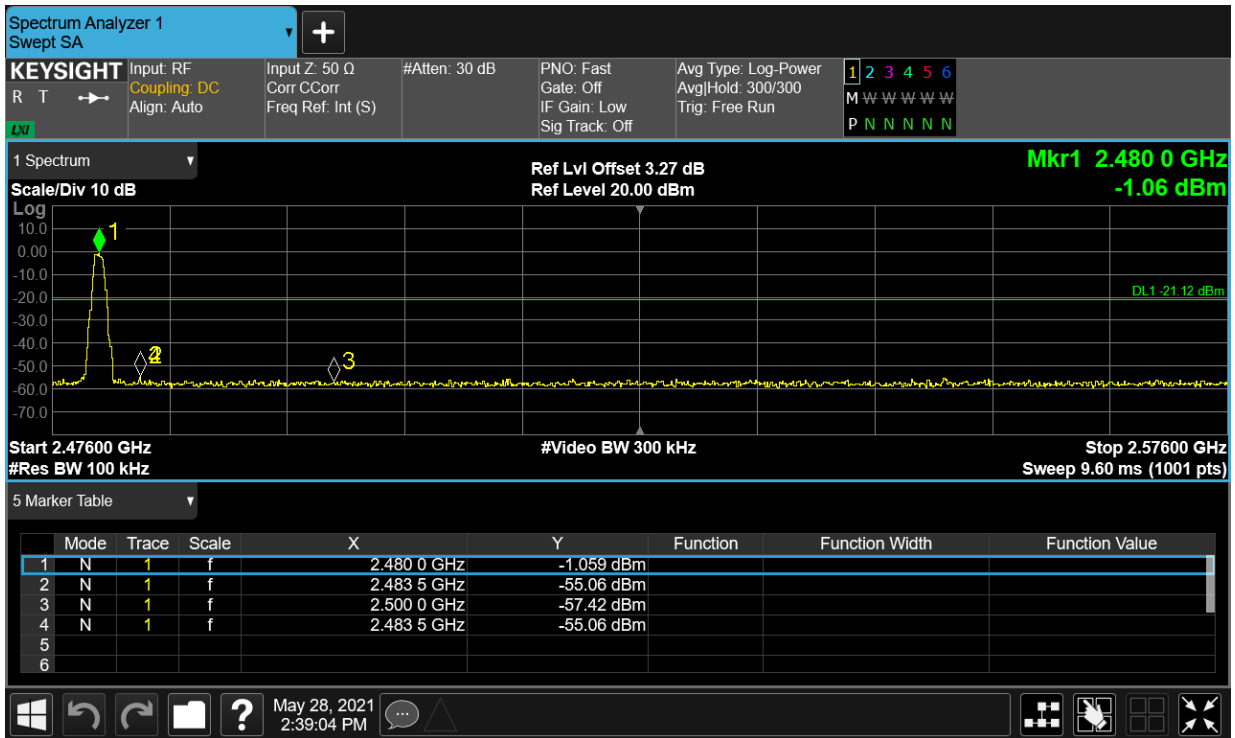 Spectrum Analyzer 1
Swept SA
+
KEYSIGHT
R T
LXI
Input: RF
Coupling: DC
Align: Auto
Input Z: 50 Ω
Corr CCorr
Freq Ref: Int (S)
#Atten: 30 dB
PNO: Fast
Gate: Off
IF Gain: Low
Sig Track: Off
Avg Type: Log-Power
Avg|Hold: 300/300
Trig: Free Run
1 2 3 4 5 6
M W W W W W
P N N N N N
1 Spectrum
Scale/Div 10 dB
Ref Lvl Offset 3.27 dB
Ref Level 20.00 dBm
Mkr1 2.480 0 GHz
-1.06 dBm
Log
10.0
0.00
-10.0
-20.0
-30.0
-40.0
-50.0
-60.0
-70.0
1
2
3
DL1 -21.12 dBm
Start 2.47600 GHz
#Res BW 100 kHz
#Video BW 300 kHz
Stop 2.57600 GHz
Sweep 9.60 ms (1001 pts)
5 Marker Table
Mode Trace Scale X Y Function Function Width Function Value
1 N 1 f 2.480 0 GHz -1.059 dBm
2 N 1 f 2.483 5 GHz -55.06 dBm
3 N 1 f 2.500 0 GHz -57.42 dBm
4 N 1 f 2.483 5 GHz -55.06 dBm
5
6
?
May 28, 2021
2:39:04 PM